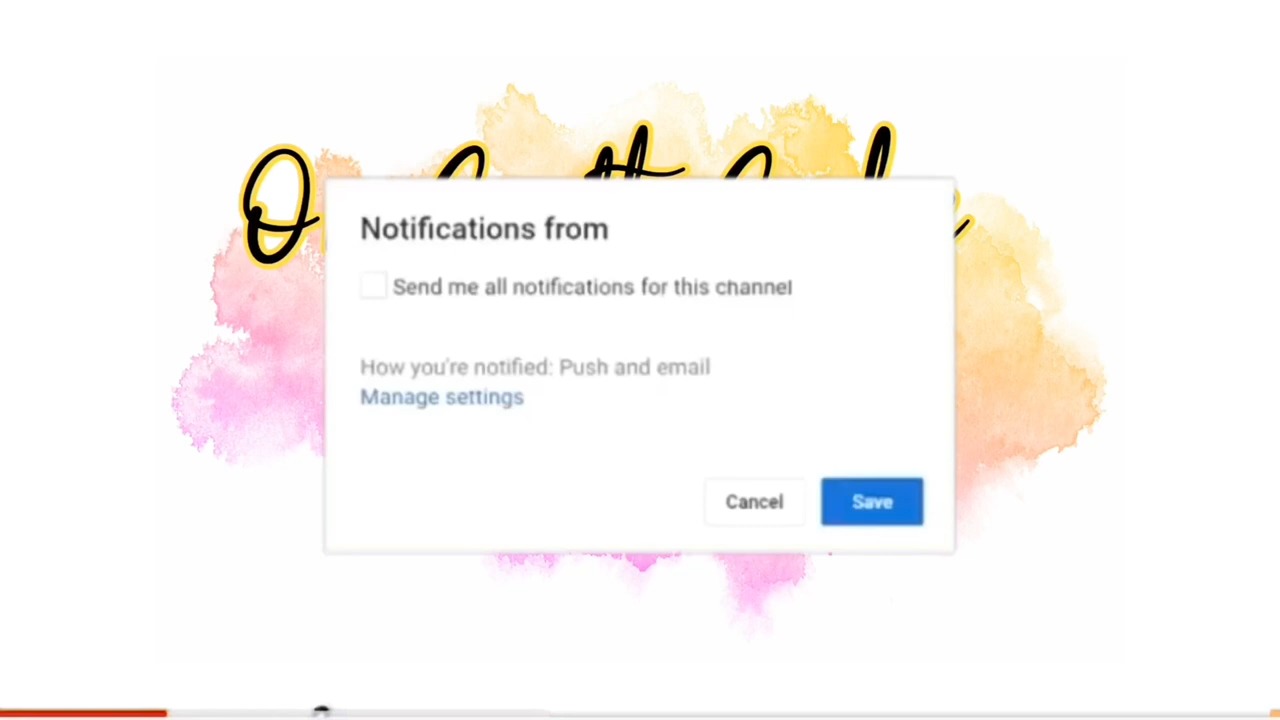 Notifications from
Send me all notifications for this channel
How you're notified: Push and email
Manage settings
Cancel
Save